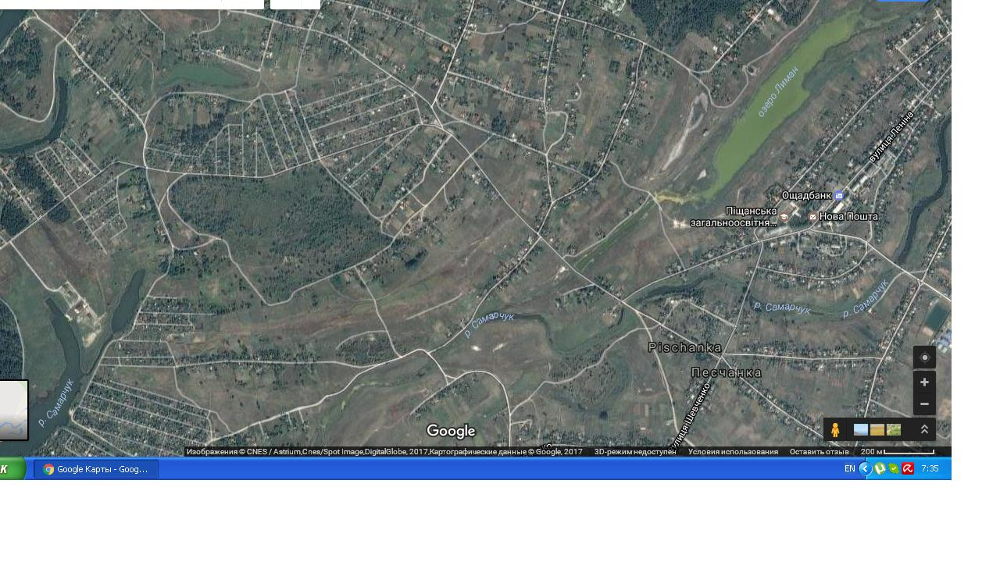 озеро Лиман
вулиця Леніна
Ощадбанк
Піщанська
загальноосвітня...
Нова Пошта
р. Самарчук
р. Самарчук
р. Самарчук
Pischanka
Песчанка
р. Самарчук
улиця Шевченко
Google
Изображения © CNES / Astrium,Cnes/Spot Image,DigitalGlobe, 2017,Картографические данные © Google, 2017 3D-режим недоступен Условия использования Оставить отзыв 200 м
К Google Карты - Goog... EN 7:35